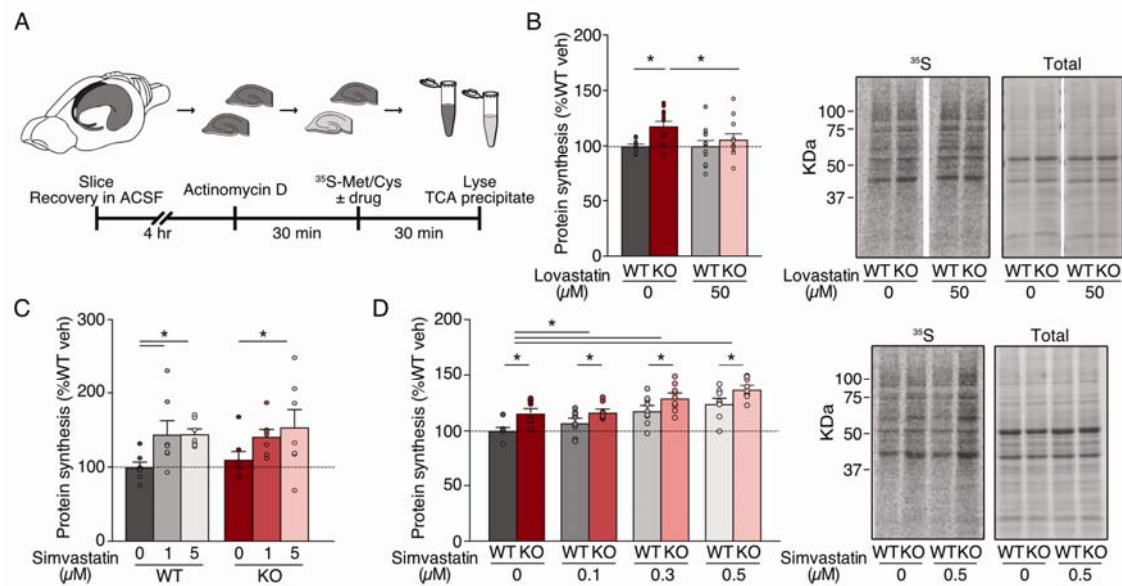 A
Slice
Recovery in ACSF
Actinomycin D
³⁵S-Met/Cys
± drug
Lyse
TCA precipitate
4 hr
30 min
30 min
B
Protein synthesis (%WT veh)
200
150
100
50
0
*
*
WT KO WT KO
Lovastatin
(µM)
0
50
³⁵S
Total
KDa
100
75
50
37
WT KO WT KO WT KO WT KO
Lovastatin
(µM)
0
50
0
50
C
Protein synthesis (%WT veh)
300
200
100
0
*
*
Simvastatin
(µM)
0 1 5 0 1 5
WT
KO
D
Protein synthesis (%WT veh)
200
150
100
50
0
*
*
*
*
*
WT KO WT KO WT KO WT KO
Simvastatin
(µM)
0
0.1
0.3
0.5
³⁵S
Total
KDa
100
75
50
37
WT KO WT KO WT KO WT KO
Simvastatin
(µM)
0
0.5
0
0.5